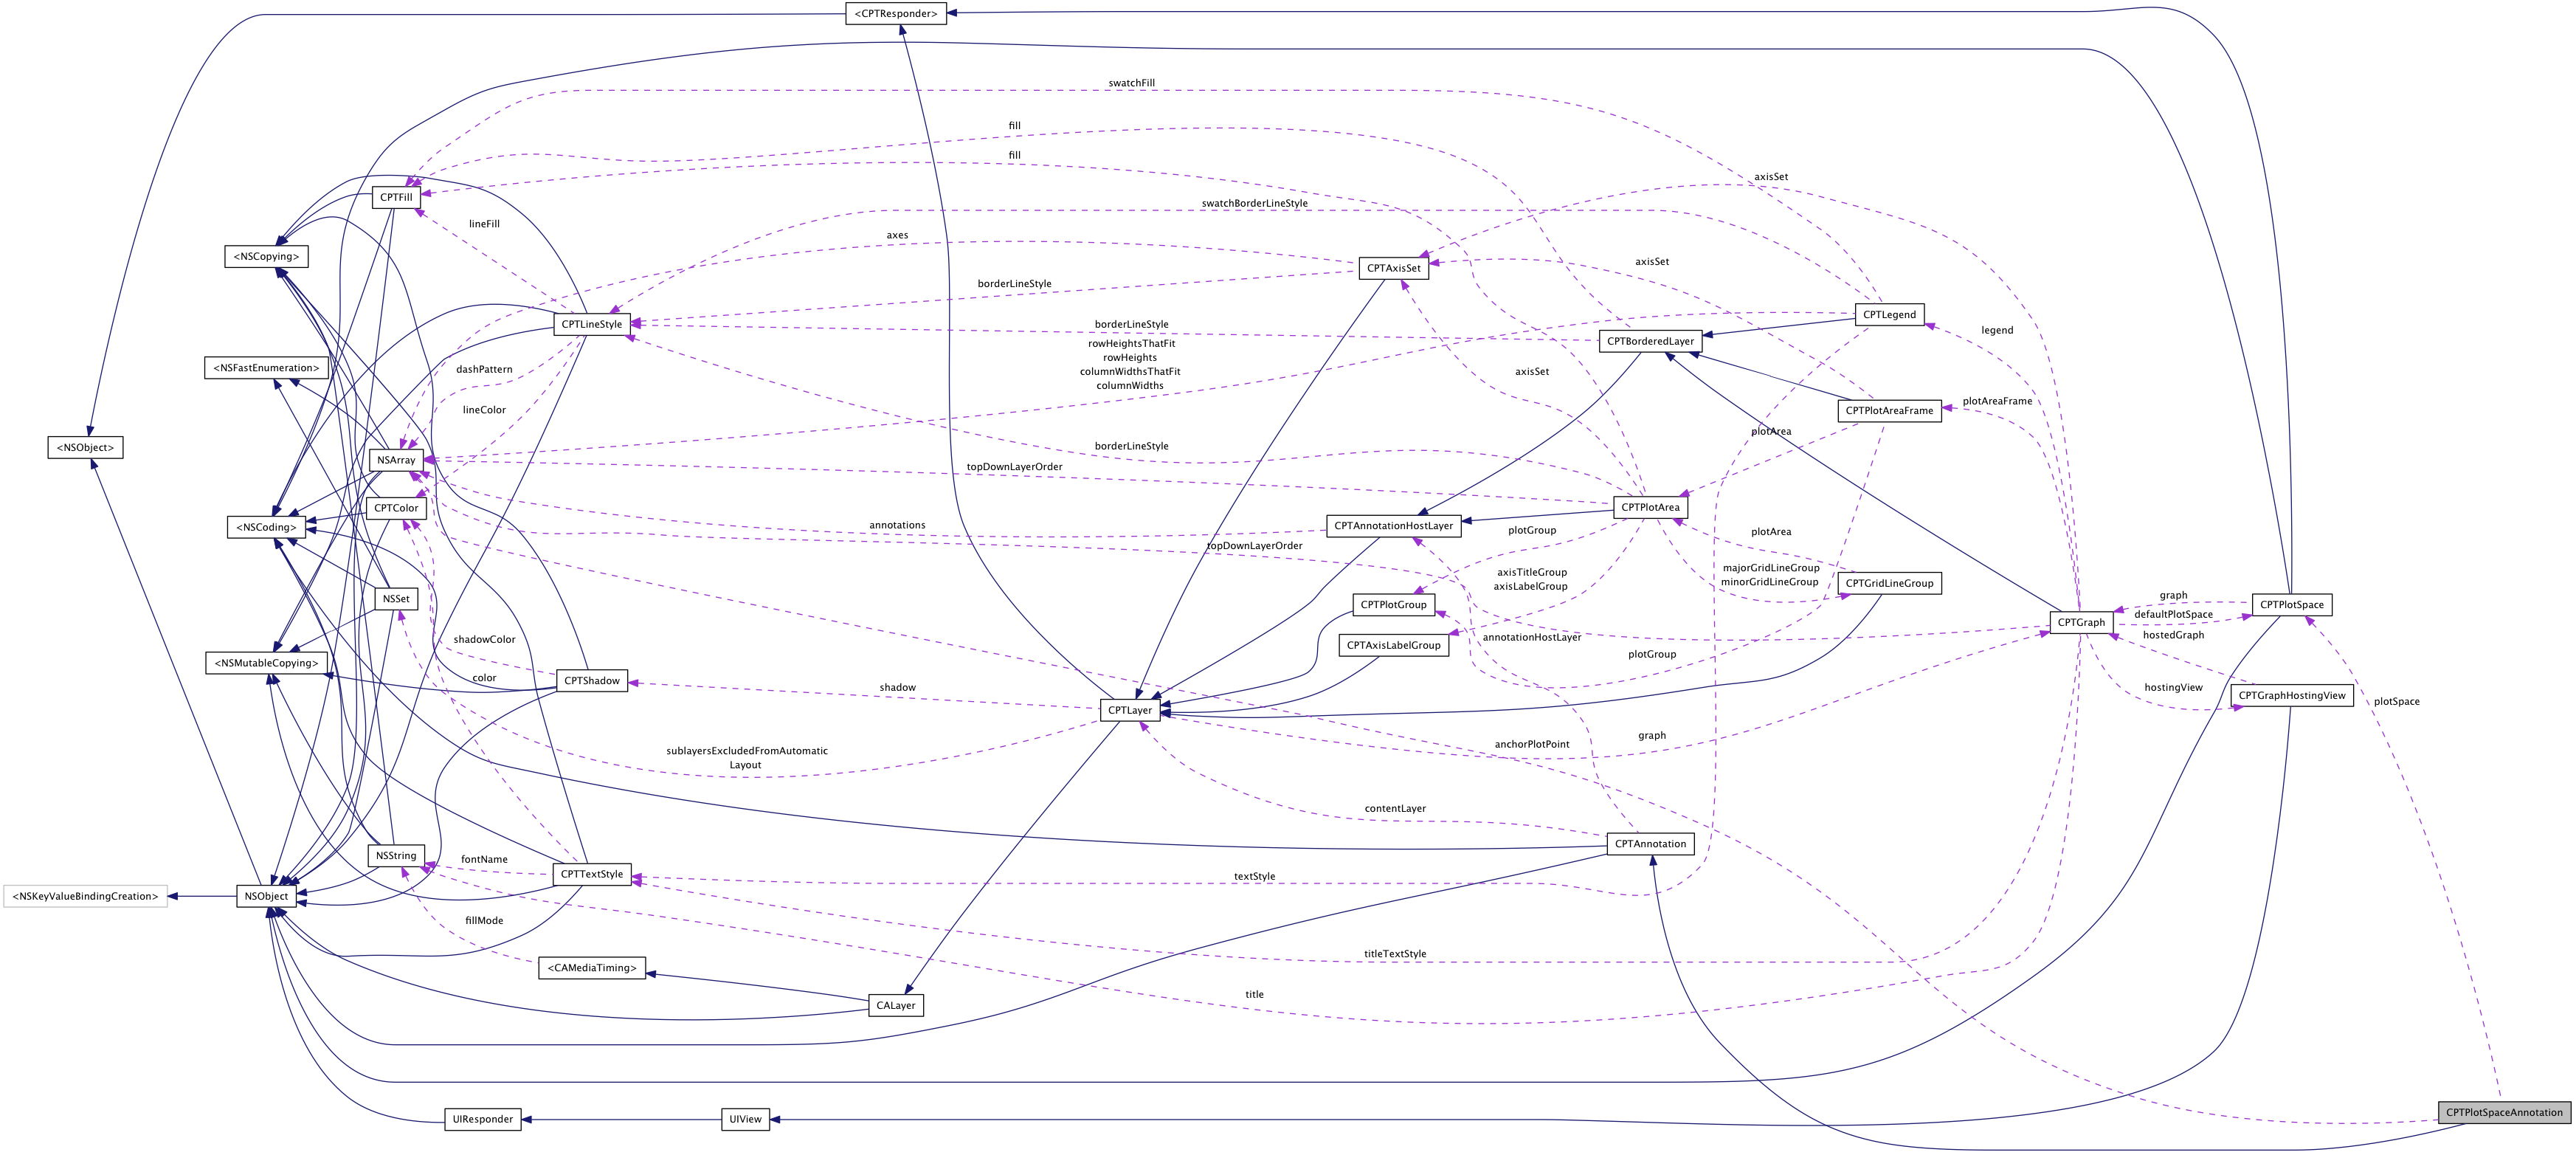 <CPTResponder>
swatchFill
fill
fill
axisSet
CPTFill
swatchBorderLineStyle
lineFill
axes
<NSCopying>
CPTAxisSet
axisSet
borderLineStyle
CPTLegend
CPTLineStyle
borderLineStyle
legend
CPTBorderedLayer
rowHeightsThatFit
rowHeights
columnWidthsThatFit
columnWidths
<NSFastEnumeration>
dashPattern
axisSet
plotAreaFrame
lineColor
CPTPlotAreaFrame
plotArea
<NSObject>
borderLineStyle
NSArray
topDownLayerOrder
CPTColor
CPTPlotArea
<NSCoding>
annotations
CPTAnnotationHostLayer
plotGroup
plotArea
topDownLayerOrder
majorGridLineGroup
minorGridLineGroup
axisTitleGroup
axisLabelGroup
CPTGridLineGroup
NSSet
CPTPlotGroup
graph
CPTPlotSpace
defaultPlotSpace
CPTGraph
hostedGraph
shadowColor
annotationHostLayer
CPTAxisLabelGroup
plotGroup
<NSMutableCopying>
color
CPTShadow
shadow
hostingView
CPTGraphHostingView
plotSpace
CPTLayer
graph
anchorPlotPoint
sublayersExcludedFromAutomatic
Layout
contentLayer
CPTAnnotation
NSString
fontName
CPTTextStyle
textStyle
<NSKeyValueBindingCreation>
NSObject
fillMode
titleTextStyle
<CAMediaTiming>
title
CALayer
UIResponder
UIView
CPTPlotSpaceAnnotation